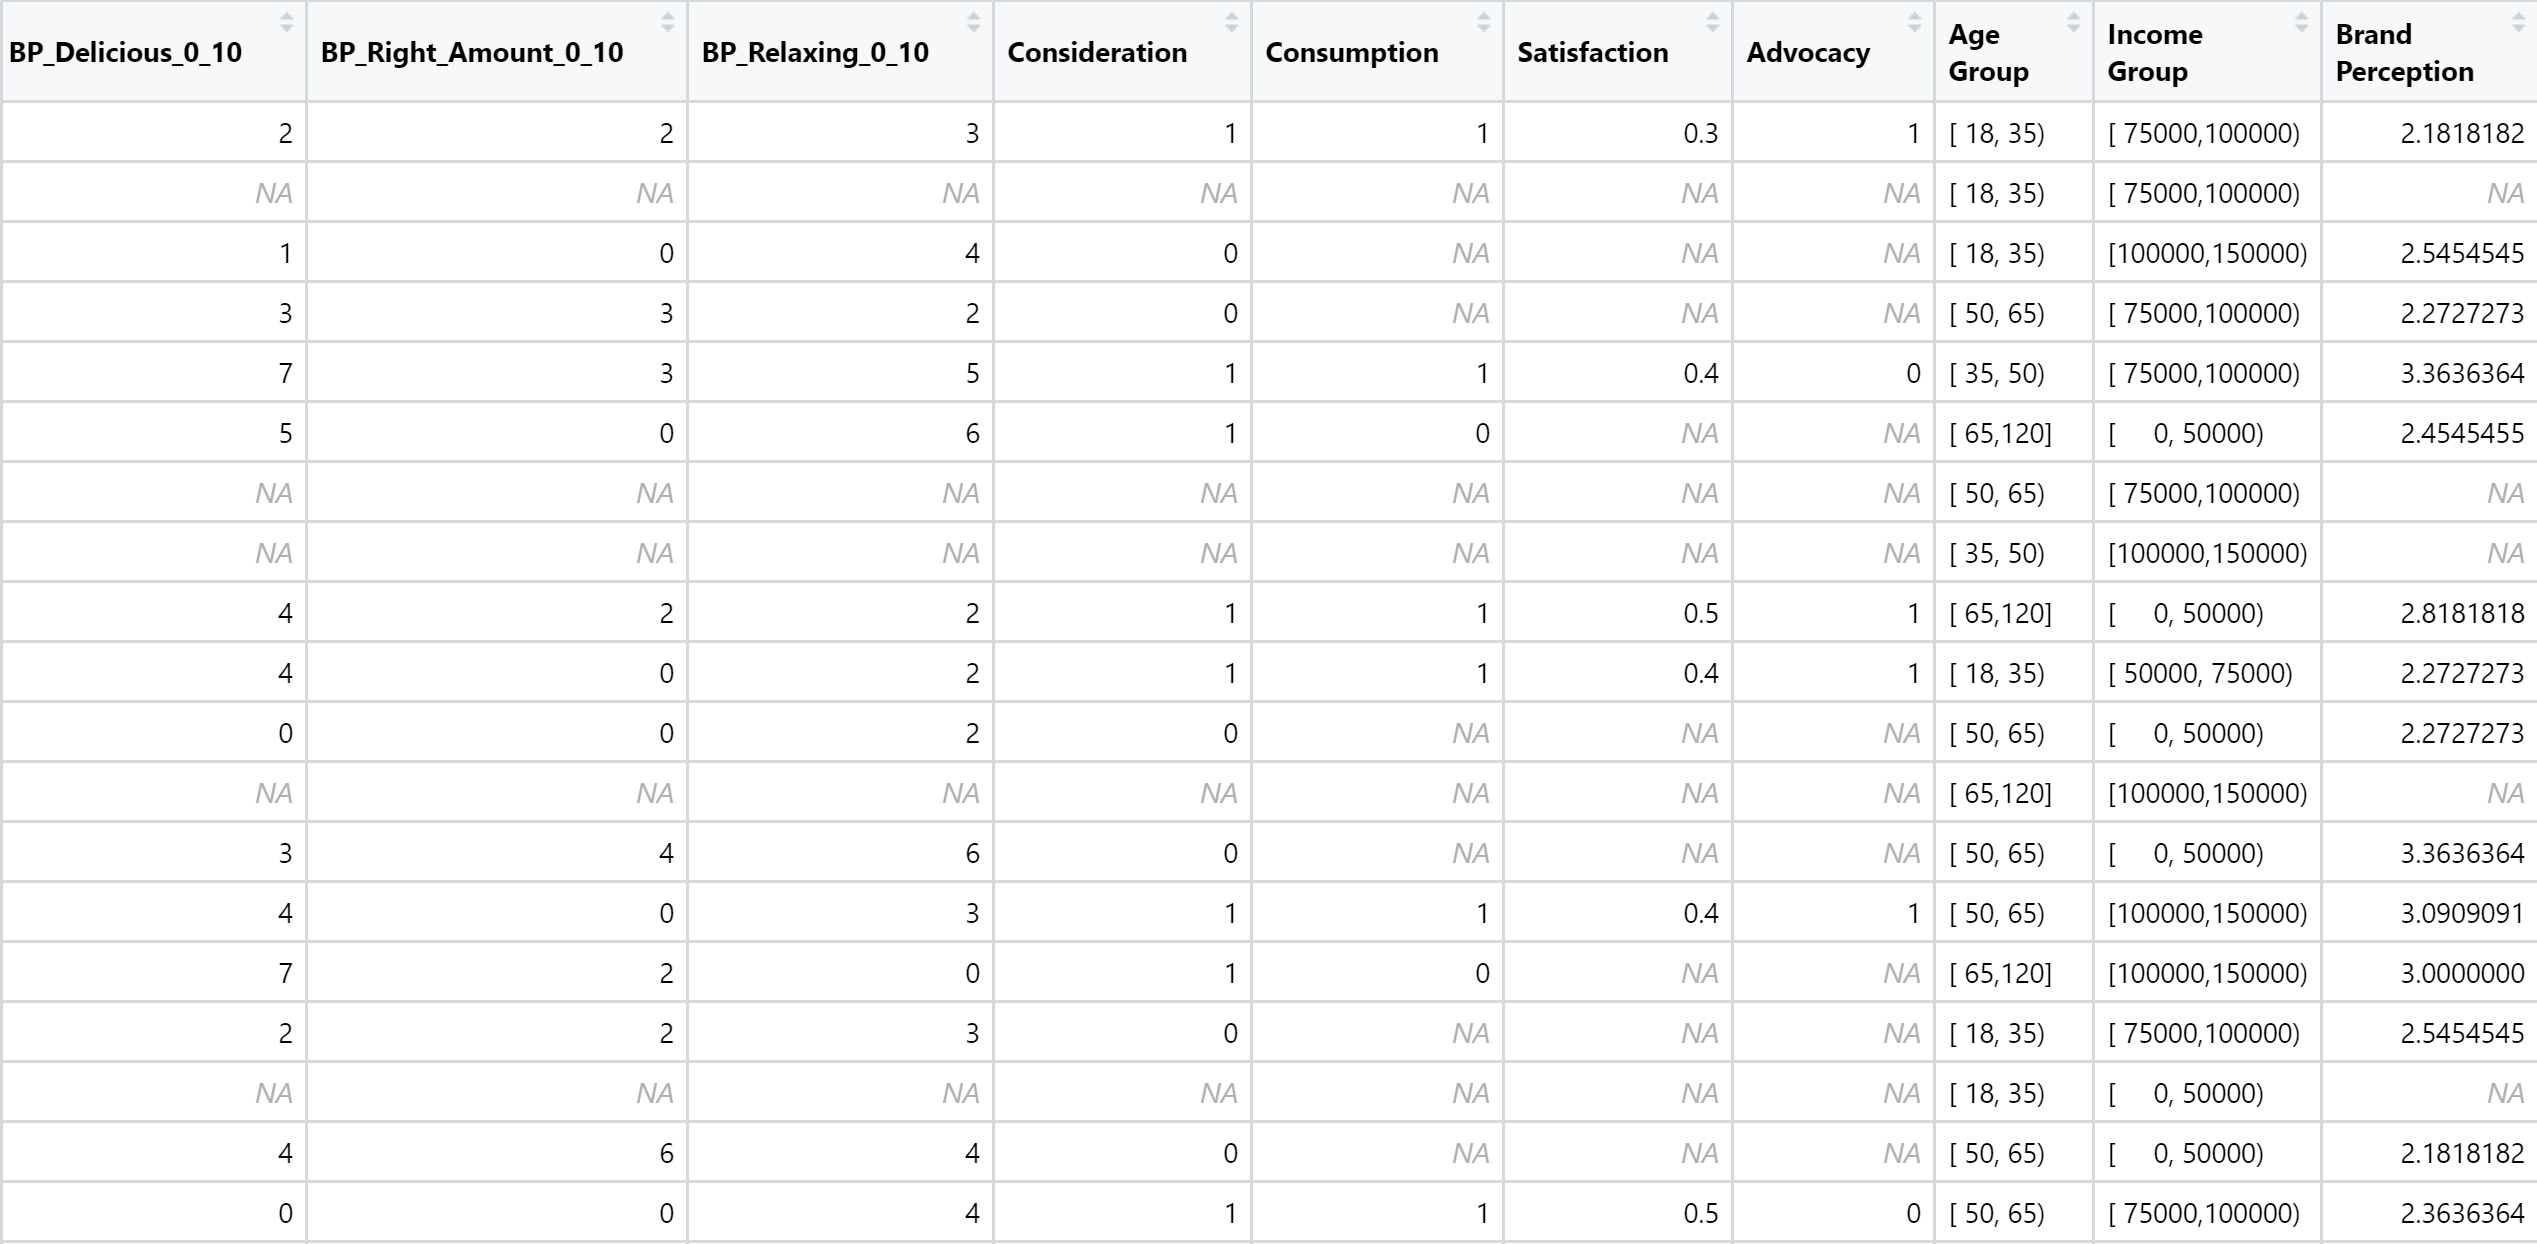 BP_Delicious_0_10 BP_Right_Amount_0_10 BP_Relaxing_0_10 Consideration Consumption Satisfaction Advocacy Age Group Income Group Brand Perception
2 2 3 1 1 0.3 1 [ 18, 35) [ 75000,100000) 2.1818182
NA NA NA NA NA NA NA [ 18, 35) [ 75000,100000) NA
1 0 4 0 NA NA NA [ 18, 35) [100000,150000) 2.5454545
3 3 2 0 NA NA NA [ 50, 65) [ 75000,100000) 2.2727273
7 3 5 1 1 0.4 0 [ 35, 50) [ 75000,100000) 3.3636364
5 0 6 1 0 NA NA [ 65,120] [ 0, 50000) 2.4545455
NA NA NA NA NA NA NA [ 50, 65) [ 75000,100000) NA
NA NA NA NA NA NA NA [ 35, 50) [100000,150000) NA
4 2 2 1 1 0.5 1 [ 65,120] [ 0, 50000) 2.8181818
4 0 2 1 1 0.4 1 [ 18, 35) [ 50000, 75000) 2.2727273
0 0 2 0 NA NA NA [ 50, 65) [ 0, 50000) 2.2727273
NA NA NA NA NA NA NA [ 65,120] [100000,150000) NA
3 4 6 0 NA NA NA [ 50, 65) [ 0, 50000) 3.3636364
4 0 3 1 1 0.4 1 [ 50, 65) [100000,150000) 3.0909091
7 2 0 1 0 NA NA [ 65,120] [100000,150000) 3.0000000
2 2 3 0 NA NA NA [ 18, 35) [ 75000,100000) 2.5454545
NA NA NA NA NA NA NA [ 18, 35) [ 0, 50000) NA
4 6 4 0 NA NA NA [ 50, 65) [ 0, 50000) 2.1818182
0 0 4 1 1 0.5 0 [ 50, 65) [ 75000,100000) 2.3636364